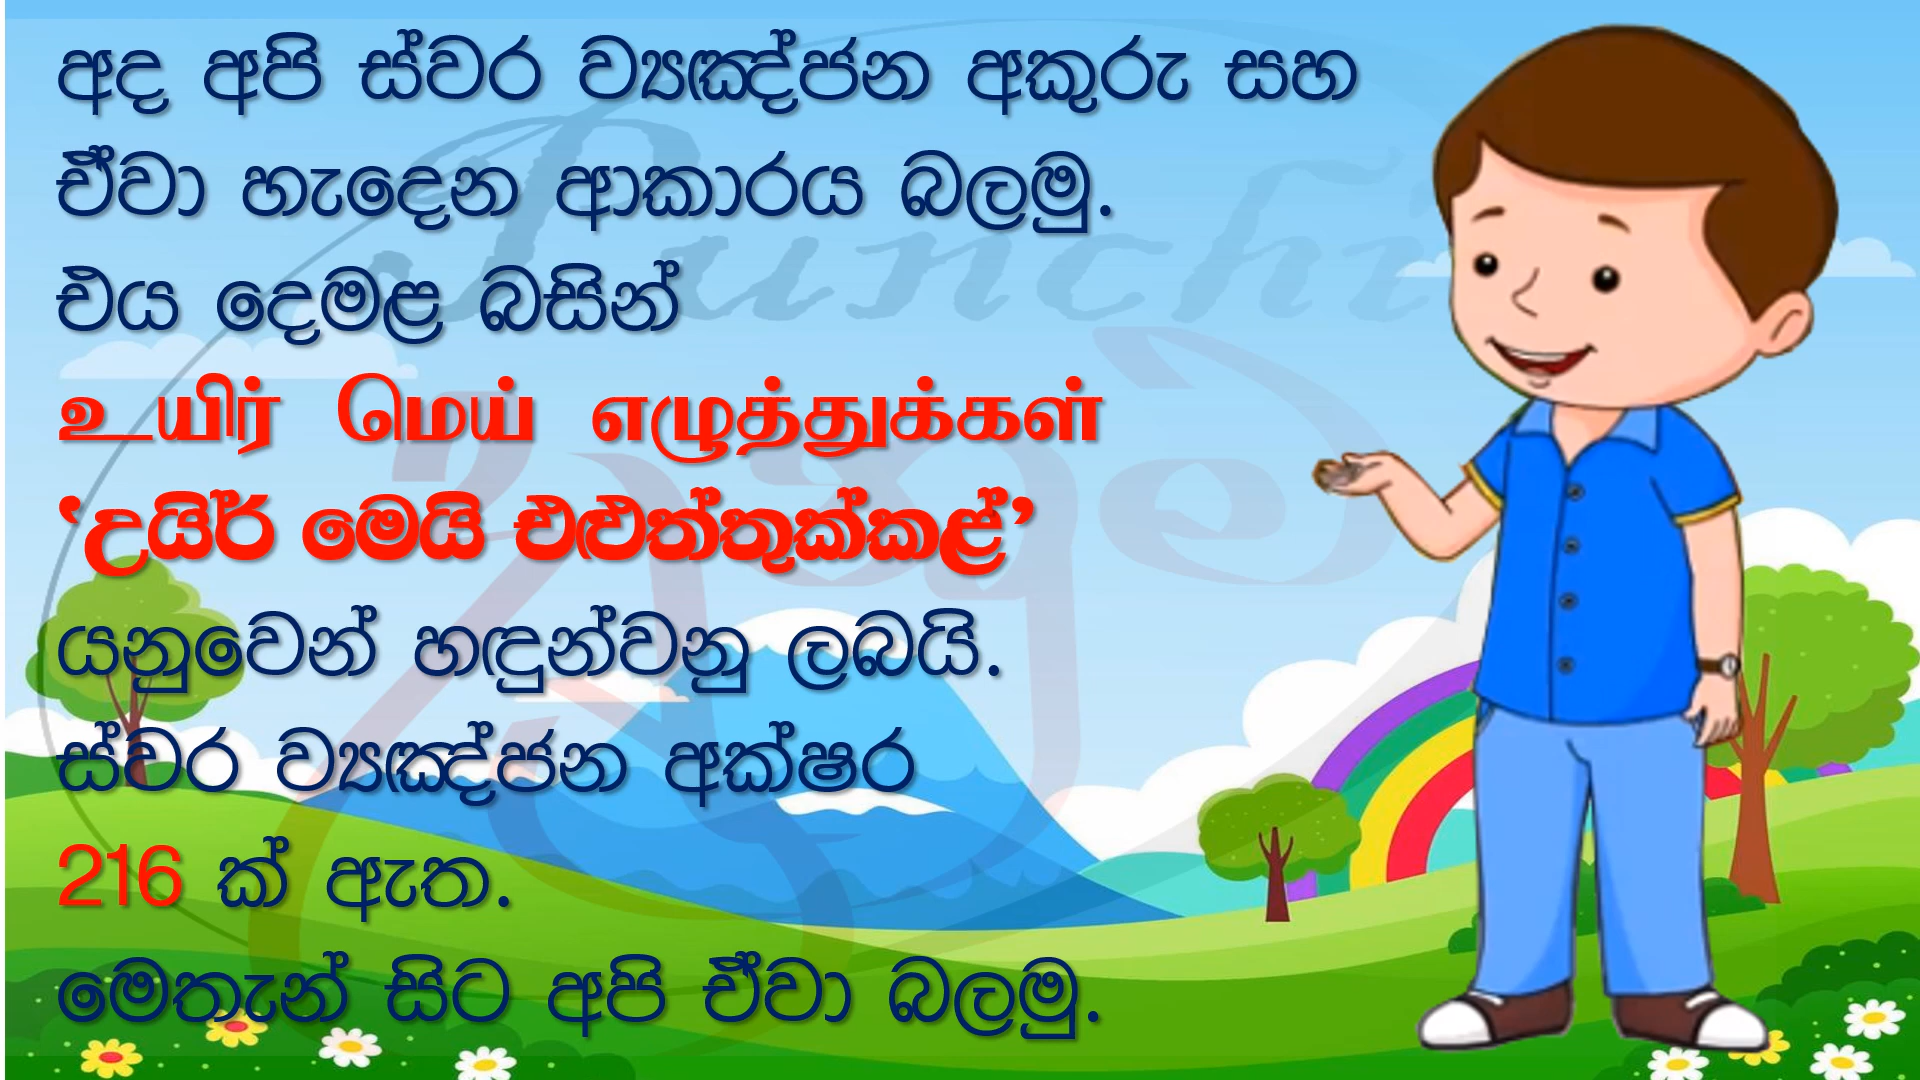 අද අපි ස්වර ව්‍යඤ්ජන අකුරු සහ
ඒවා හැදෙන ආකාරය බලමු.
එය දෙමළ බසින්
உயிர் மெய் எழுத்துக்கள்
‘උයිර් මෙයි එළුත්තුක්කළ්’
යනුවෙන් හඳුන්වනු ලබයි.
ස්වර ව්‍යඤ්ජන අක්ෂර
216 ක් ඇත.
මෙතැන් සිට අපි ඒවා බලමු.
Punchi